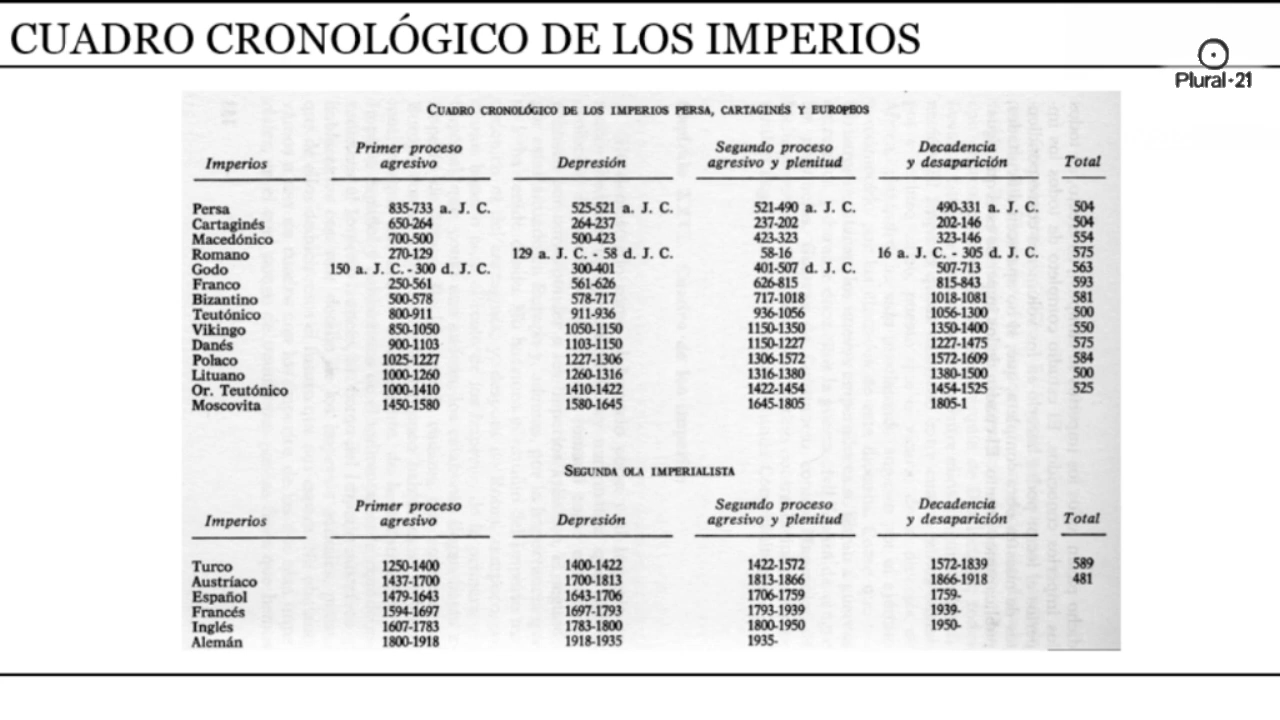 CUADRO CRONOLÓGICO DE LOS IMPERIOS
Plural·21
CUADRO CRONOLÓGICO DE LOS IMPERIOS PERSA, CARTAGINÉS Y EUROPEOS
Imperios Primer proceso agresivo Depresión Segundo proceso agresivo y plenitud Decadencia y desaparición Total
Persa 835-733 a. J. C. 525-521 a. J. C. 521-490 a. J. C. 490-331 a. J. C. 504
Cartaginés 650-264 264-237 237-202 202-146 504
Macedónico 700-500 500-423 423-323 323-146 554
Romano 270-129 129 a. J. C. - 58 d. J. C. 58-16 16 a. J. C. - 305 d. J. C. 575
Godo 150 a. J. C. - 300 d. J. C. 300-401 401-507 d. J. C. 507-713 563
Franco 250-561 561-626 626-815 815-843 593
Bizantino 500-578 578-717 717-1018 1018-1081 581
Teutónico 800-911 911-936 936-1056 1056-1300 500
Vikingo 850-1050 1050-1150 1150-1350 1350-1400 550
Danés 900-1103 1103-1150 1150-1227 1227-1475 575
Polaco 1025-1227 1227-1306 1306-1572 1572-1609 584
Lituano 1000-1260 1260-1316 1316-1380 1380-1500 500
Or. Teutónico 1000-1410 1410-1422 1422-1454 1454-1525 525
Moscovita 1450-1580 1580-1645 1645-1805 1805-1
SEGUNDA OLA IMPERIALISTA
Imperios Primer proceso agresivo Depresión Segundo proceso agresivo y plenitud Decadencia y desaparición Total
Turco 1250-1400 1400-1422 1422-1572 1572-1839 589
Austríaco 1437-1700 1700-1813 1813-1866 1866-1918 481
Español 1479-1643 1643-1706 1706-1759 1759-
Francés 1594-1697 1697-1793 1793-1939 1939-
Inglés 1607-1783 1783-1800 1800-1950 1950-
Alemán 1800-1918 1918-1935 1935-